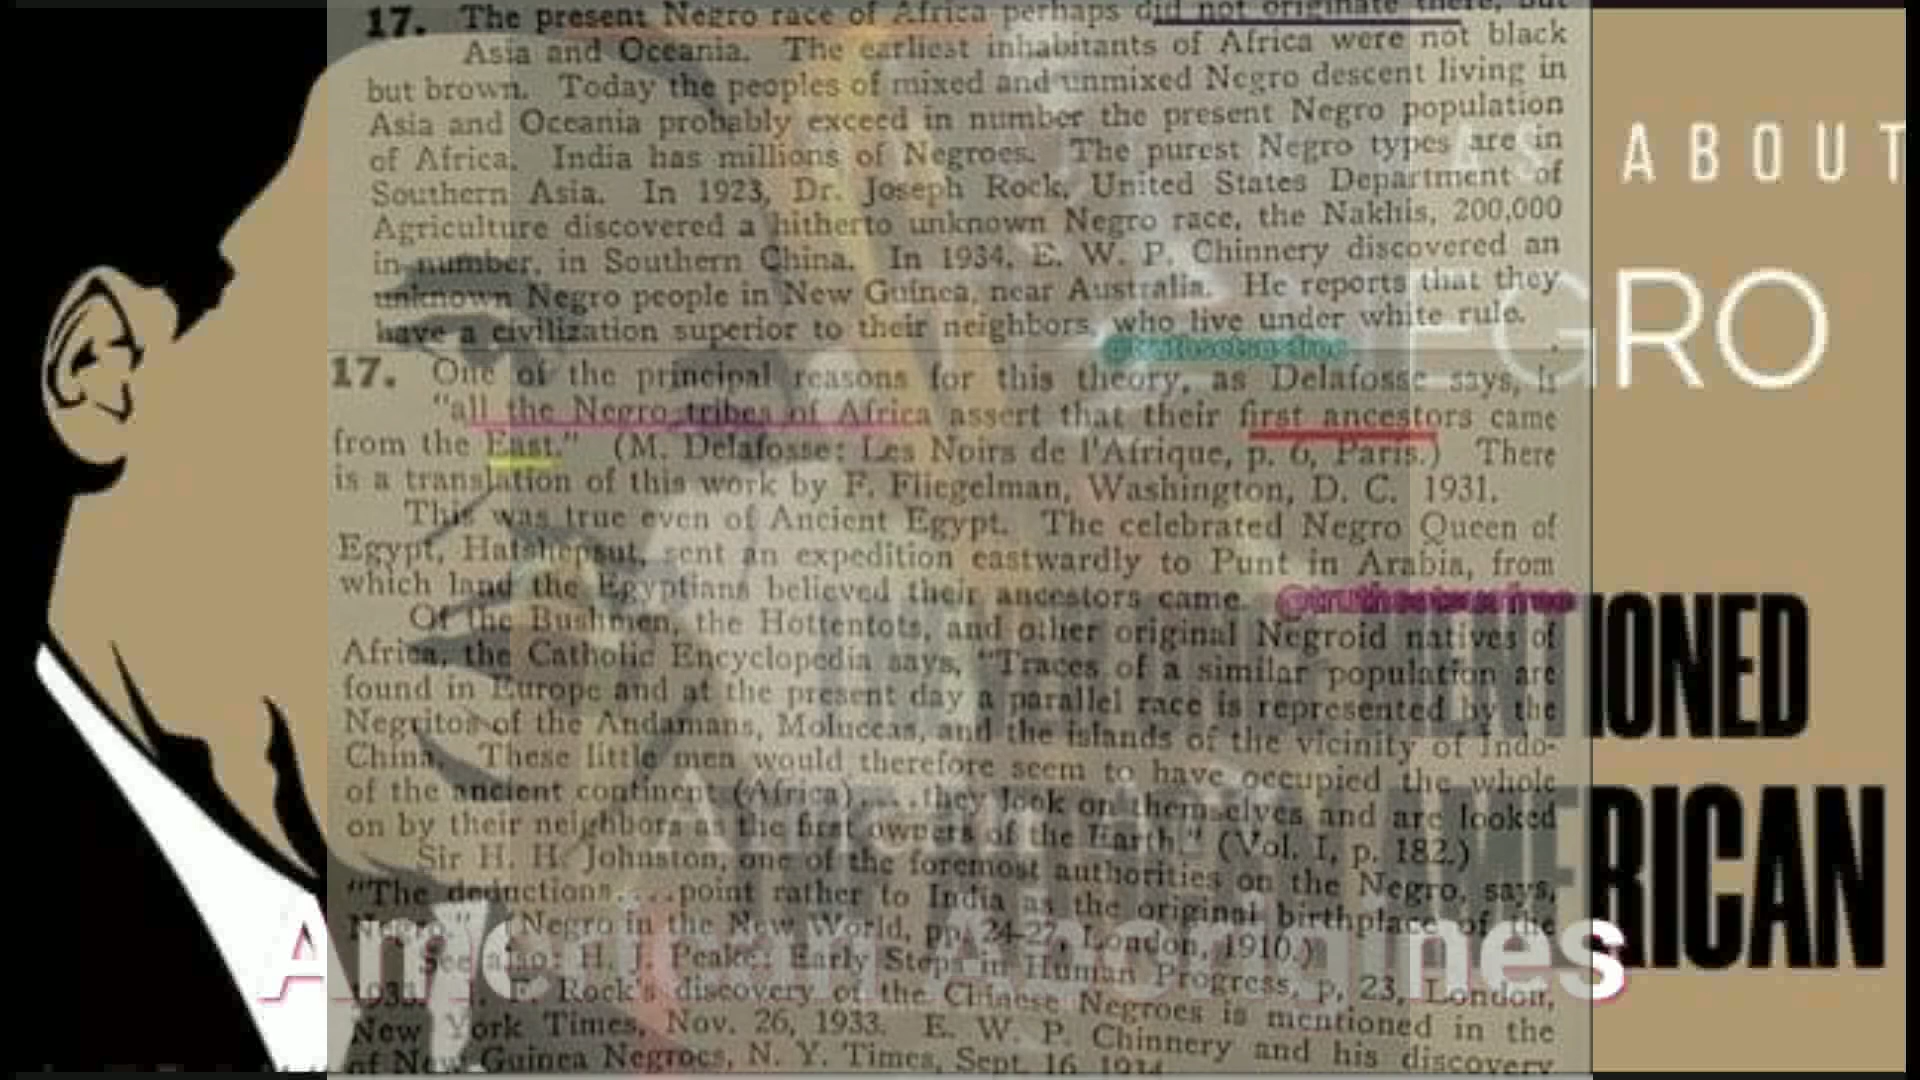 17. The present Negro race of Africa perhaps did not originate there, but
Asia and Oceania. The earliest inhabitants of Africa were not black
but brown. Today the peoples of mixed and unmixed Negro descent living in
Asia and Oceania probably exceed in number the present Negro population
of Africa. India has millions of Negroes. The purest Negro types are in
Southern Asia. In 1923, Dr. Joseph Rock, United States Department of
Agriculture discovered a hitherto unknown Negro race, the Nakhis, 200,000
in number, in Southern China. In 1934, E. W. P. Chinnery discovered an
unknown Negro people in New Guinea, near Australia. He reports that they
have a civilization superior to their neighbors, who live under white rule.
@truthsetsusfree
17. One of the principal reasons for this theory, as Delafosse says, is
"all the Negro tribes of Africa assert that their first ancestors came
from the East." (M. Delafosse: Les Noirs de l'Afrique, p. 6, Paris.) There
is a translation of this work by F. Fliegelman, Washington, D. C. 1931.
This was true even of Ancient Egypt. The celebrated Negro Queen of
Egypt, Hatshepsut, sent an expedition eastwardly to Punt in Arabia, from
which land the Egyptians believed their ancestors came.
@truthsetsusfree
Of the Bushmen, the Hottentots, and other original Negroid natives of
Africa, the Catholic Encyclopedia says, "Traces of a similar population are
found in Europe and at the present day a parallel race is represented by the
Negritos of the Andamans, Moluccas, and the islands of the vicinity of Indo-
China. These little men would therefore seem to have occupied the whole
of the ancient continent (Africa)....they look on themselves and are looked
on by their neighbors as the first owners of the Earth." (Vol. I, p. 182.)
Sir H. H. Johnston, one of the foremost authorities on the Negro, says,
"The deductions....point rather to India as the original birthplace of the
Negro." (Negro in the New World, pp. 24-27, London, 1910.)
See also: H. J. Peake: Early Steps in Human Progress, p. 23, London,
1933. J. F. Rock's discovery of the Chinese Negroes is mentioned in the
New York Times, Nov. 26, 1933. E. W. P. Chinnery and his discovery
of New Guinea Negroes, N. Y. Times, Sept. 16, 1934
ABOUT
EGRO
IONED
ERICAN
American Aborigines